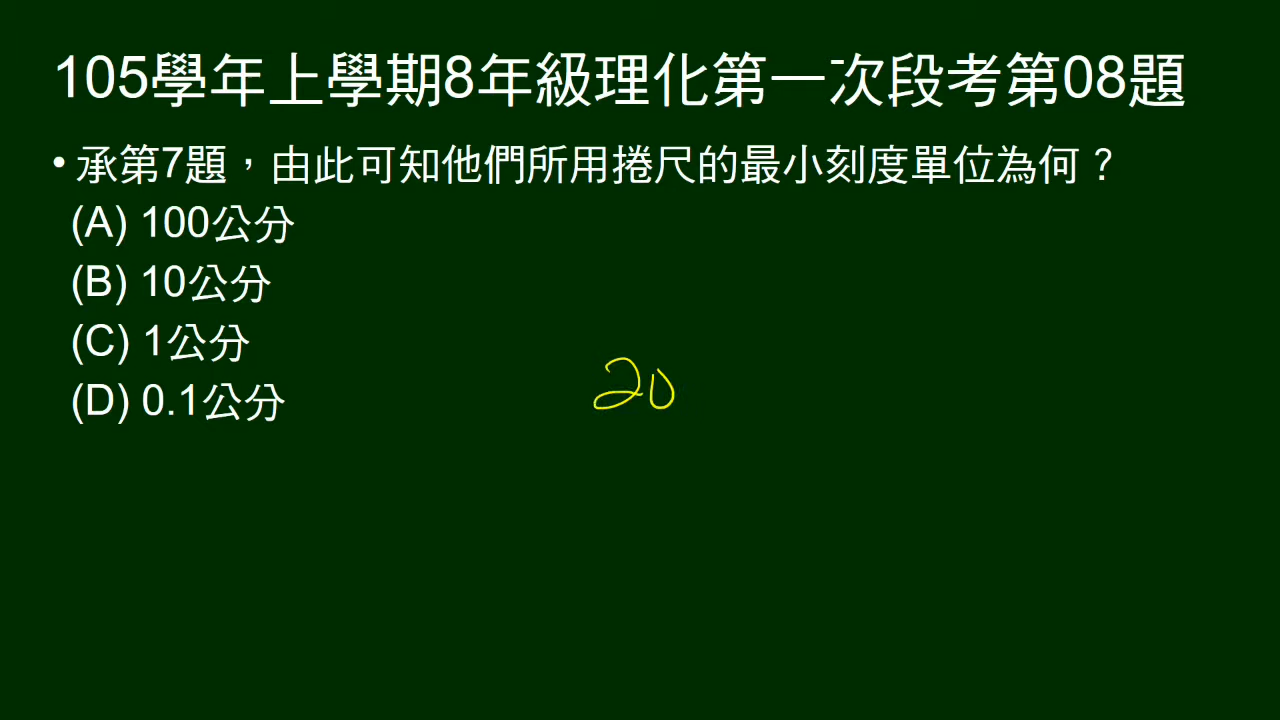 105學年上學期8年級理化第一次段考第08題
• 承第7題，由此可知他們所用捲尺的最小刻度單位為何？
(A) 100公分
(B) 10公分
(C) 1公分
(D) 0.1公分
20